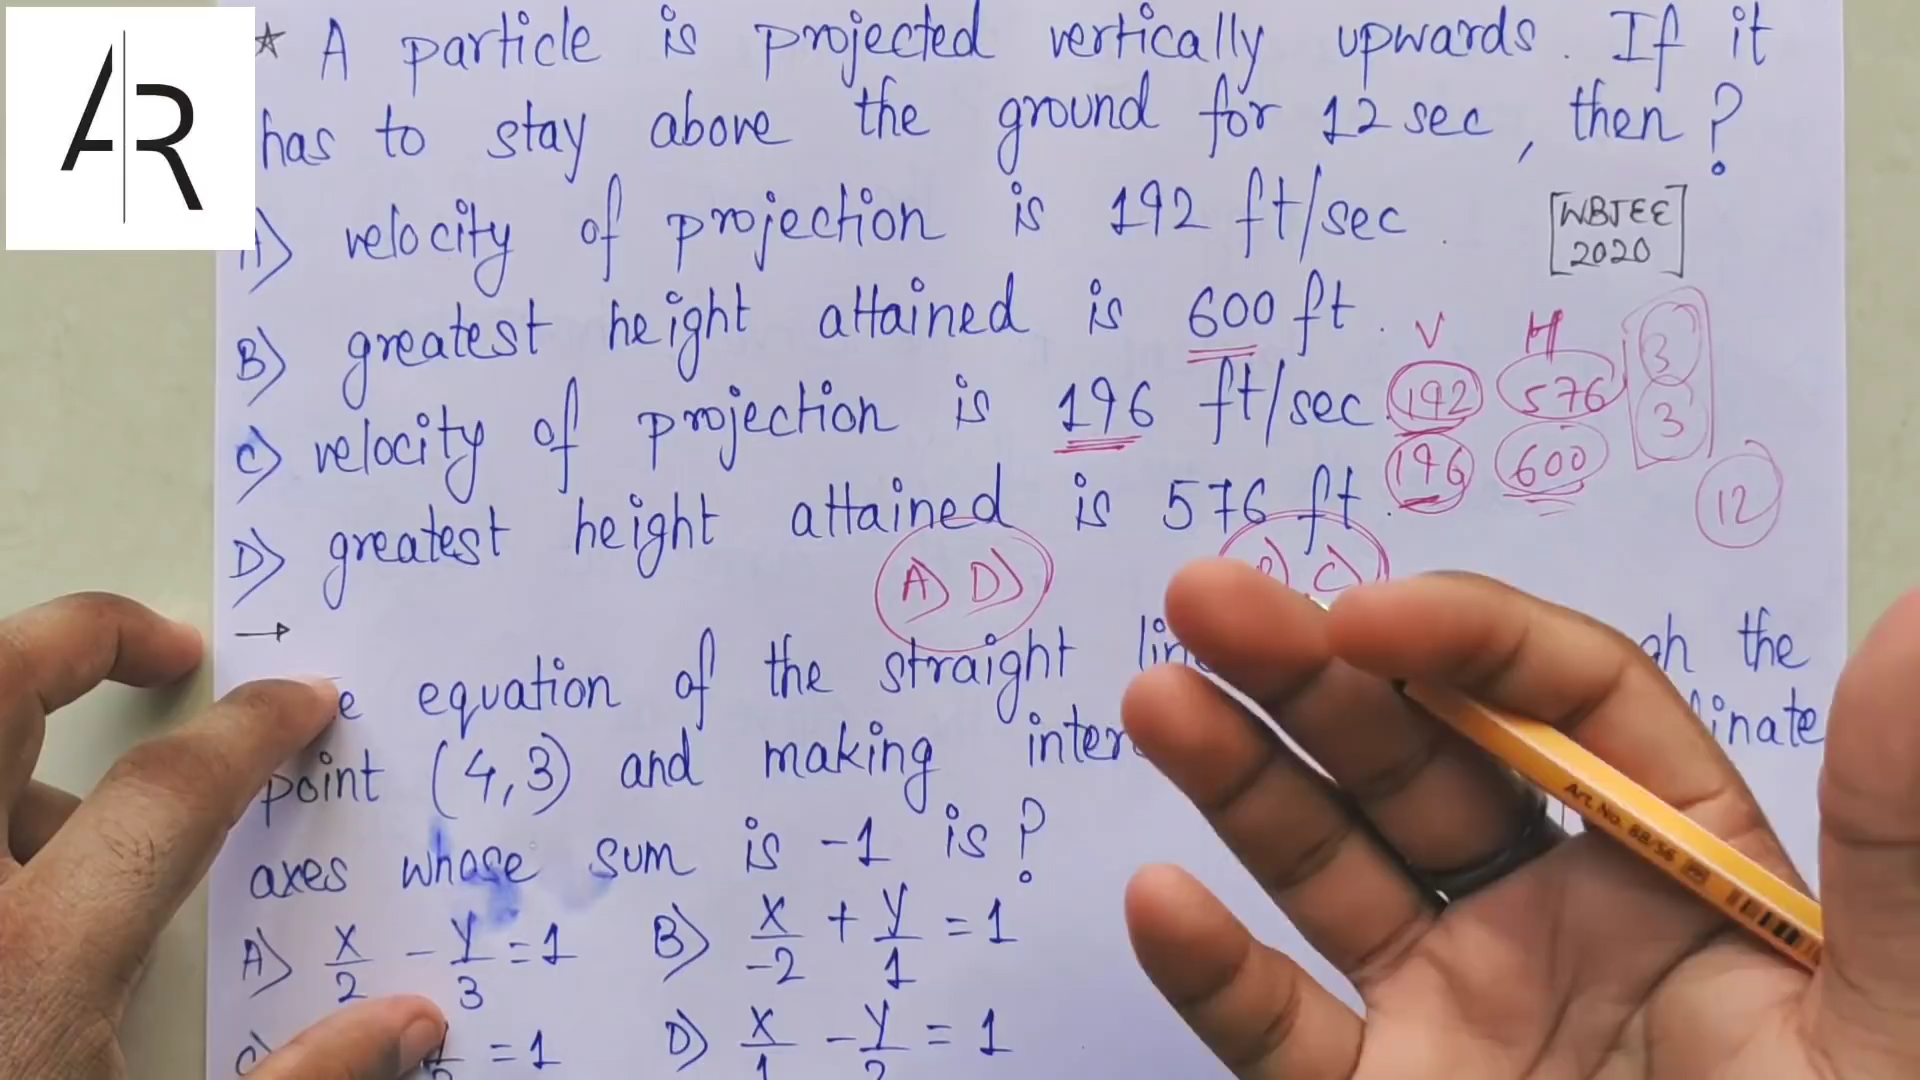 AR
★ A particle is projected vertically upwards. If it
has to stay above the ground for 12 sec, then ?
A) velocity of projection is 192 ft/sec.
[WBJEE
2020]
B) greatest height attained is 600 ft.
V H
3
192 576
C) velocity of projection is 196 ft/sec
3
196 600
12
D) greatest height attained is 576 ft.
A) D)
C)
→
equation of the straight the
point (4,3) and making
axes whose sum is -1 is ?
A) x/2 - y/3 = 1 B) x/-2 + y/1 = 1
= 1 D) x/1 - y/2 = 1
Art. No.